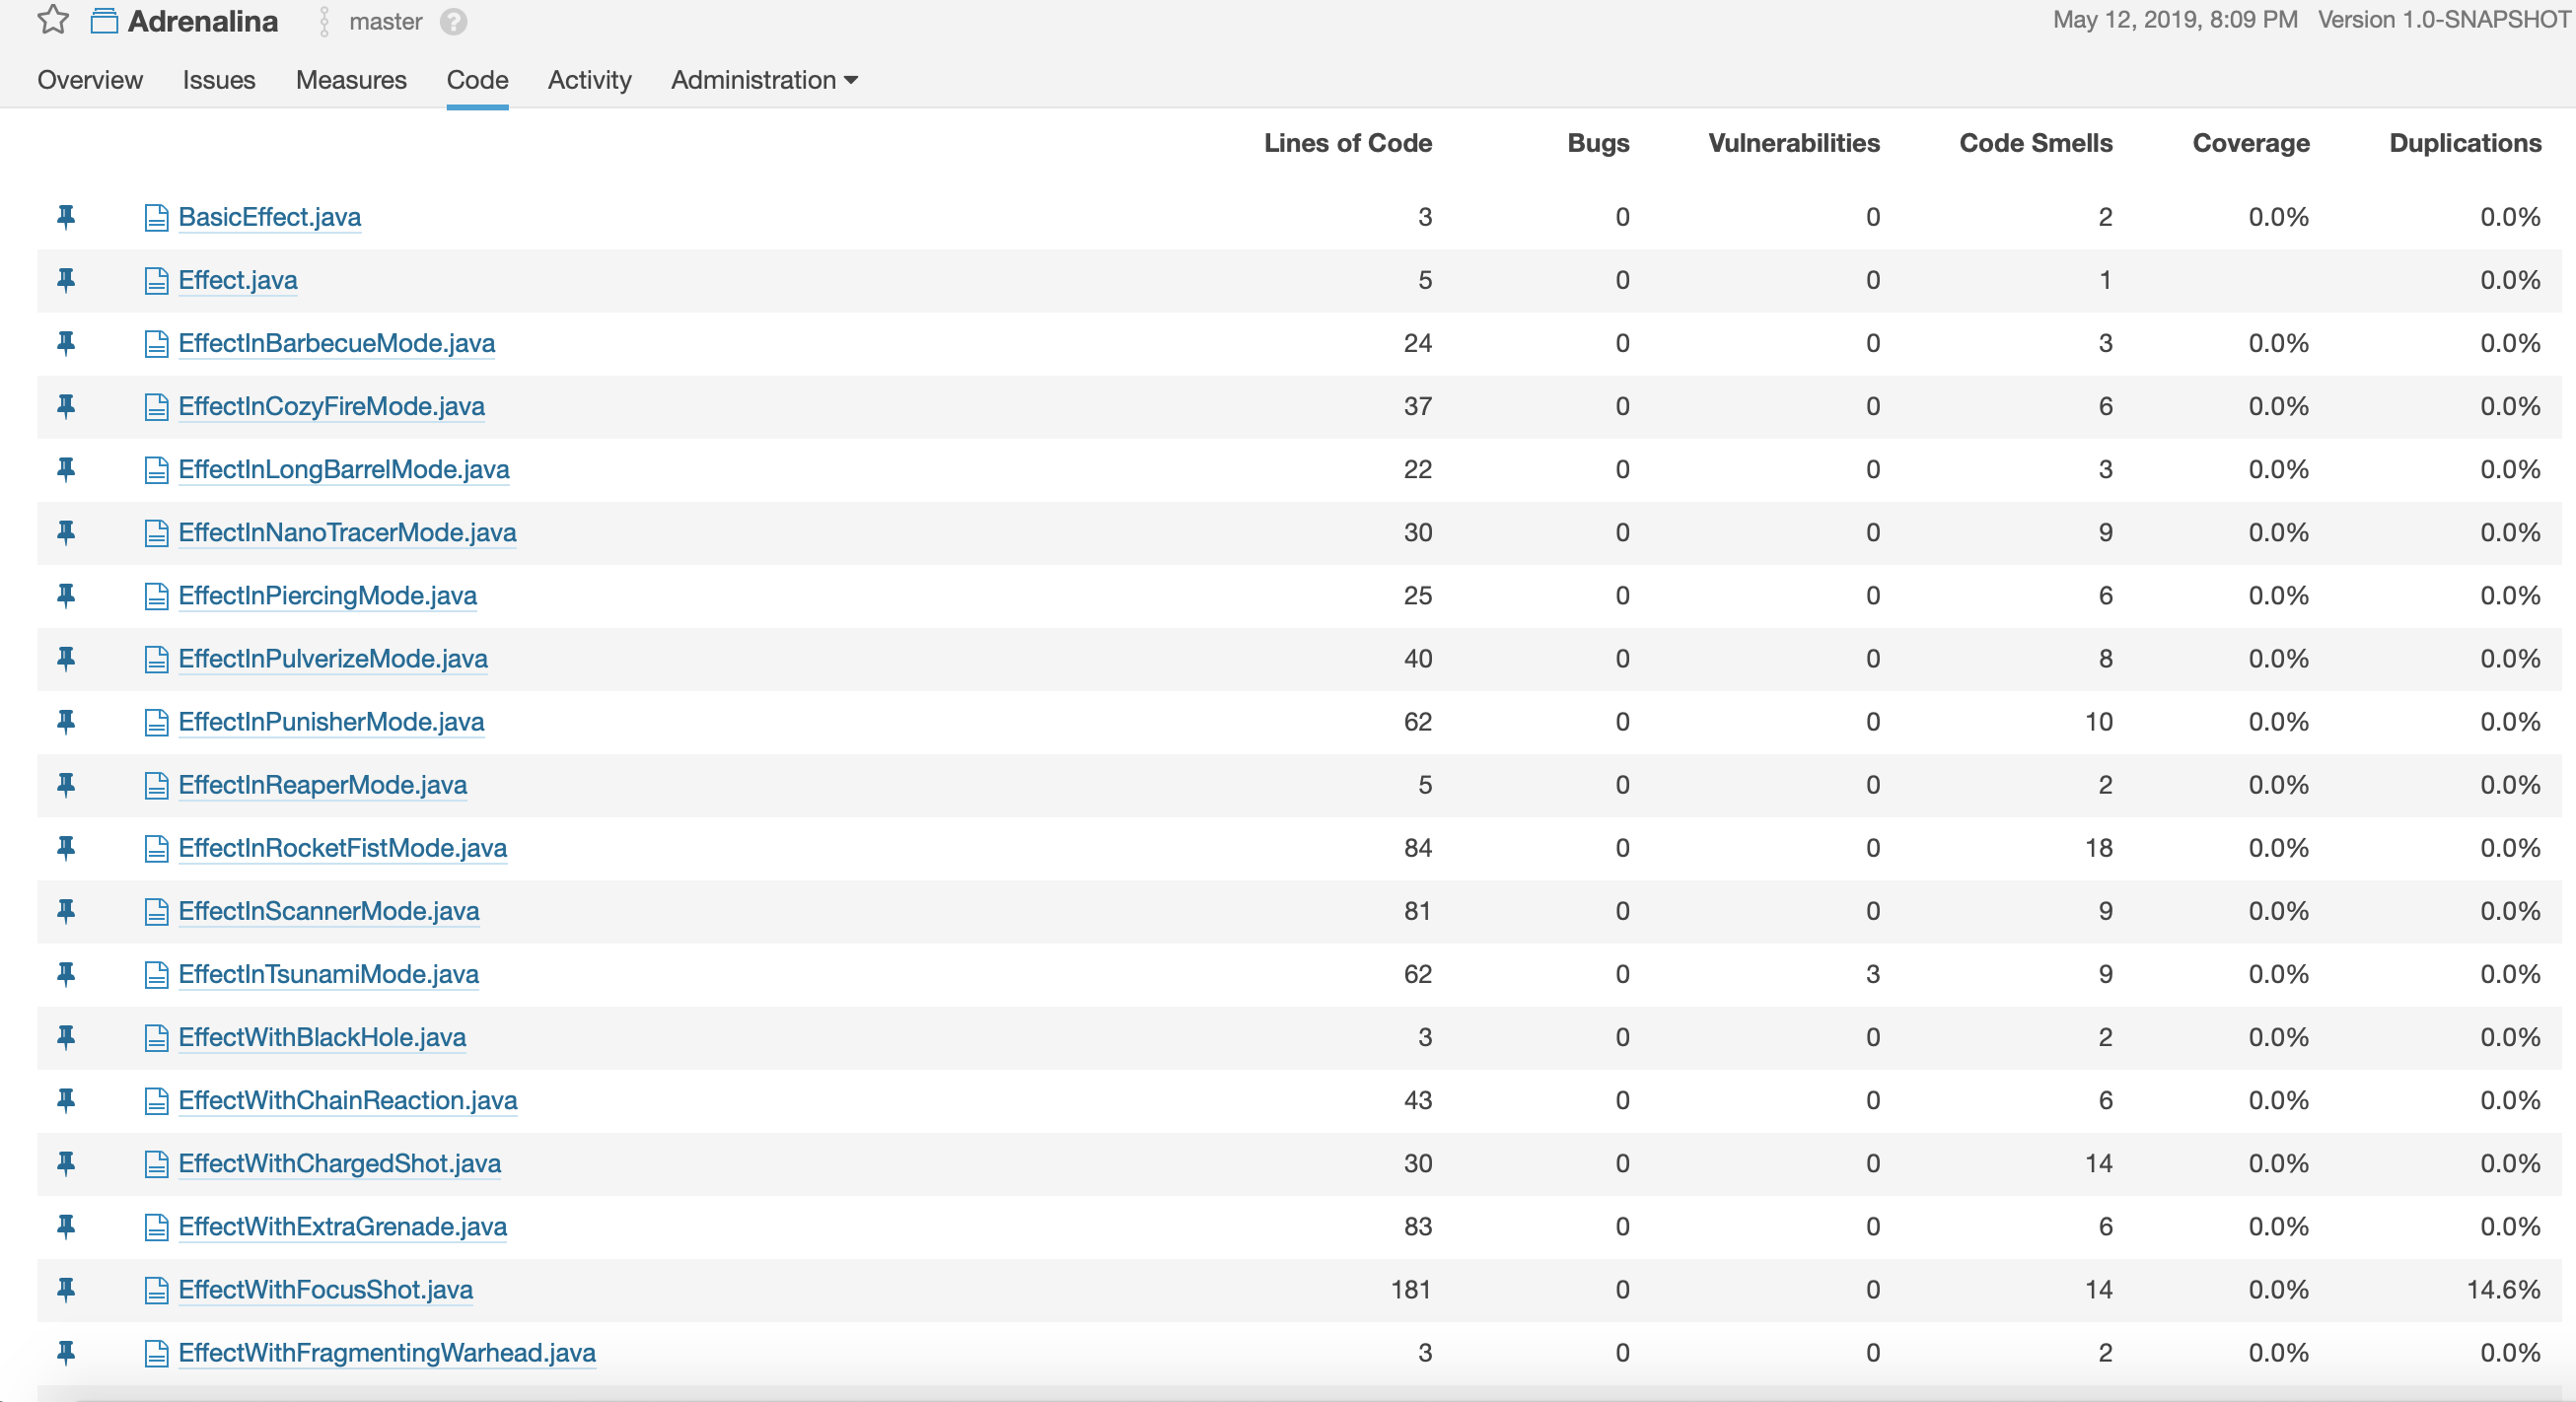 Adrenalina master ? May 12, 2019, 8:09 PM Version 1.0-SNAPSHOT
Overview Issues Measures Code Activity Administration
Lines of Code Bugs Vulnerabilities Code Smells Coverage Duplications
BasicEffect.java 3 0 0 2 0.0% 0.0%
Effect.java 5 0 0 1 0.0%
EffectInBarbecueMode.java 24 0 0 3 0.0% 0.0%
EffectInCozyFireMode.java 37 0 0 6 0.0% 0.0%
EffectInLongBarrelMode.java 22 0 0 3 0.0% 0.0%
EffectInNanoTracerMode.java 30 0 0 9 0.0% 0.0%
EffectInPiercingMode.java 25 0 0 6 0.0% 0.0%
EffectInPulverizeMode.java 40 0 0 8 0.0% 0.0%
EffectInPunisherMode.java 62 0 0 10 0.0% 0.0%
EffectInReaperMode.java 5 0 0 2 0.0% 0.0%
EffectInRocketFistMode.java 84 0 0 18 0.0% 0.0%
EffectInScannerMode.java 81 0 0 9 0.0% 0.0%
EffectInTsunamiMode.java 62 0 3 9 0.0% 0.0%
EffectWithBlackHole.java 3 0 0 2 0.0% 0.0%
EffectWithChainReaction.java 43 0 0 6 0.0% 0.0%
EffectWithChargedShot.java 30 0 0 14 0.0% 0.0%
EffectWithExtraGrenade.java 83 0 0 6 0.0% 0.0%
EffectWithFocusShot.java 181 0 0 14 0.0% 14.6%
EffectWithFragmentingWarhead.java 3 0 0 2 0.0% 0.0%